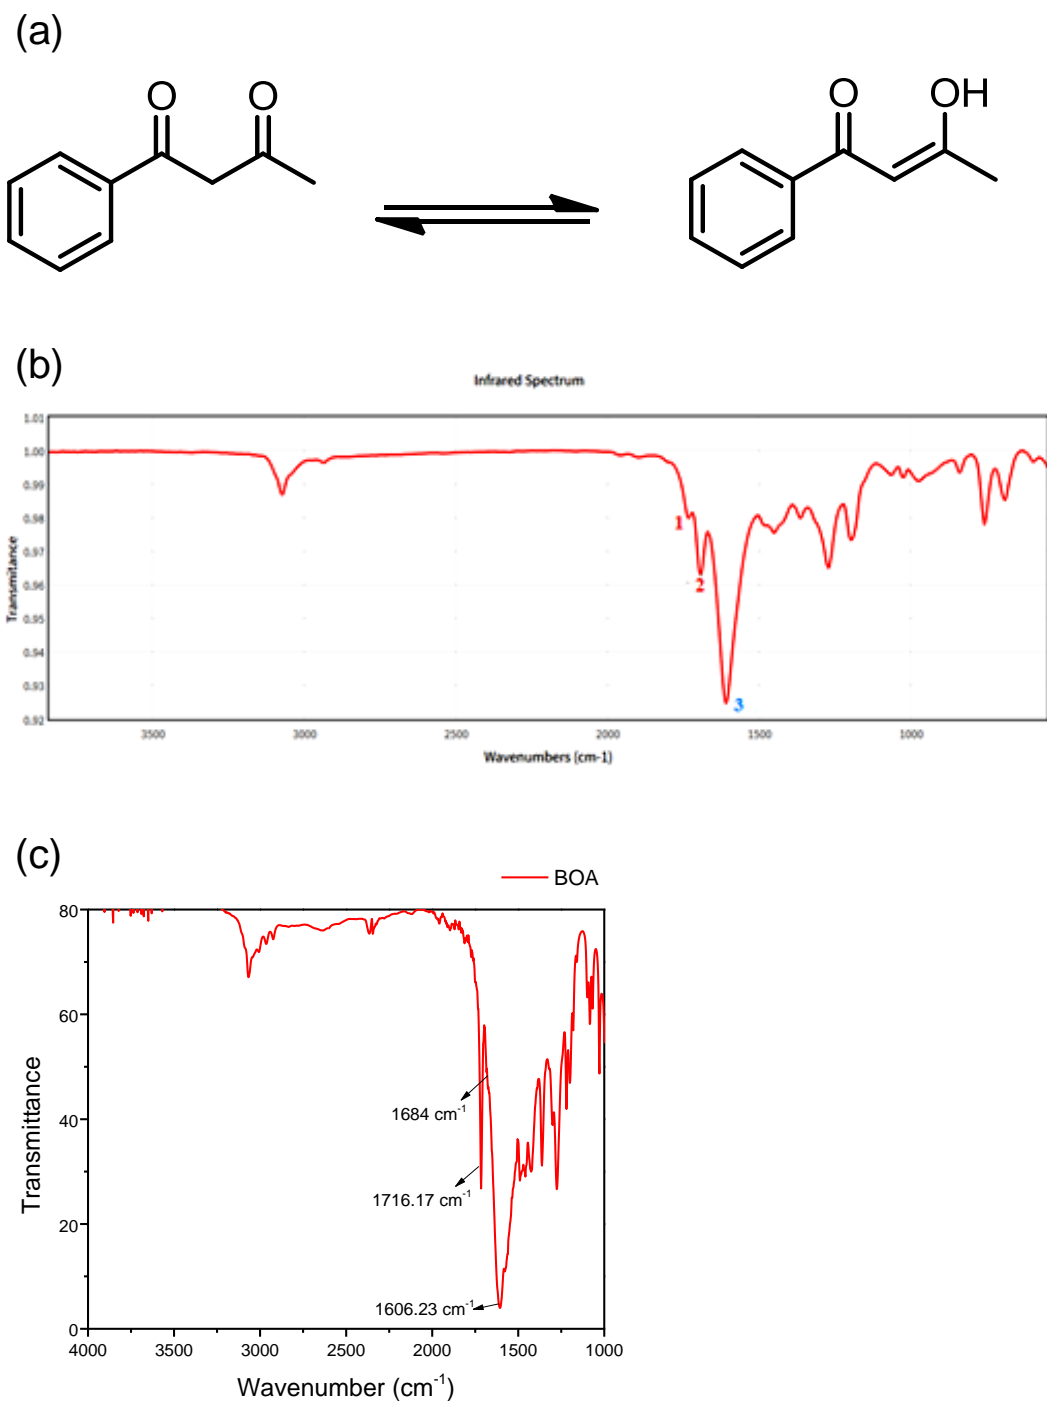 (a)
O O O OH
(b)
Infrared Spectrum
1.01
1.00
0.99
0.98
0.97
0.96
0.95
0.94
0.93
0.92
Transmitance
1
2
3
3500 3000 2500 2000 1500 1000
Wavenumbers (cm-1)
(c)
BOA
80
60
40
20
0
Transmittance
1684 cm-1
1716.17 cm-1
1606.23 cm-1
4000 3500 3000 2500 2000 1500 1000
Wavenumber (cm-1)